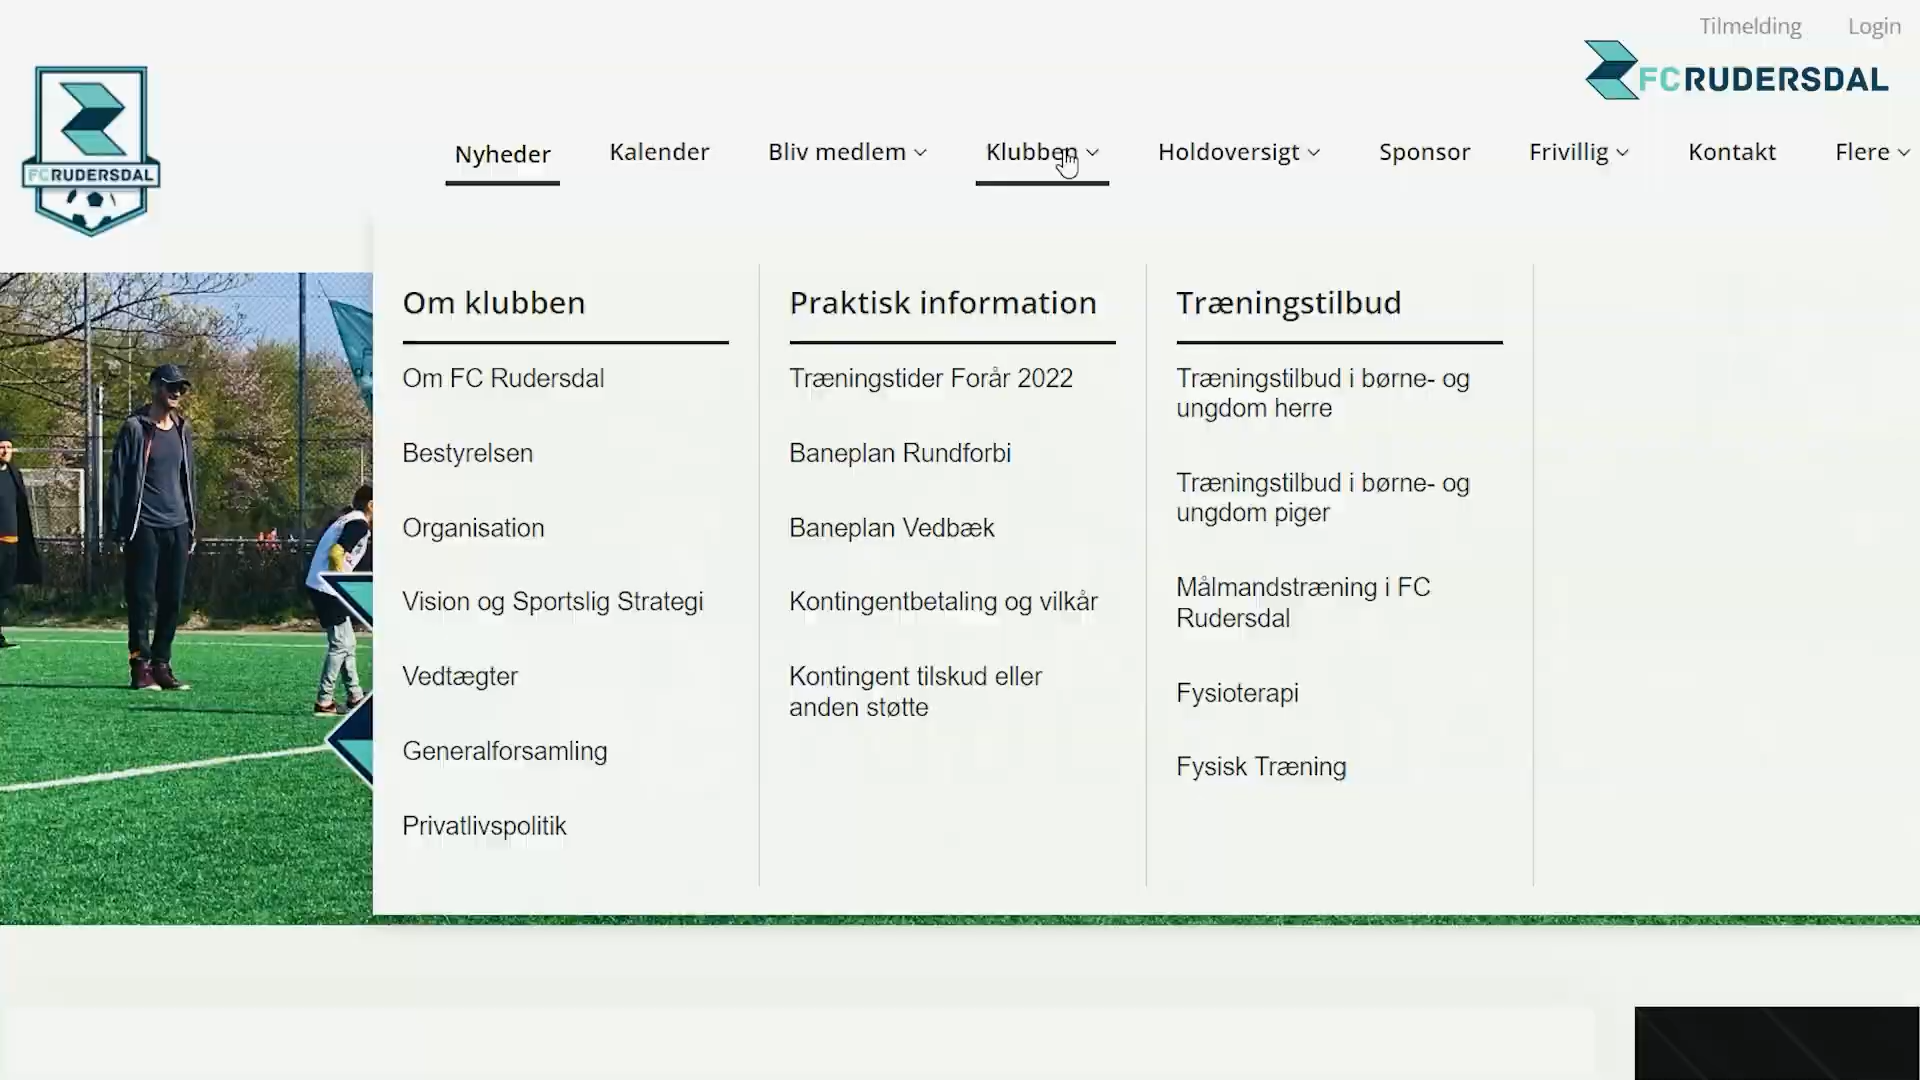 Tilmelding
Login
FCRUDERSDAL
FCRUDERSDAL
Nyheder
Kalender
Bliv medlem
Klubben
Holdoversigt
Sponsor
Frivillig
Kontakt
Flere
Om klubben
Om FC Rudersdal
Bestyrelsen
Organisation
Vision og Sportslig Strategi
Vedtægter
Generalforsamling
Privatlivspolitik
Praktisk information
Træningstider Forår 2022
Baneplan Rundforbi
Baneplan Vedbæk
Kontingentbetaling og vilkår
Kontingent tilskud eller
anden støtte
Træningstilbud
Træningstilbud i børne- og
ungdom herre
Træningstilbud i børne- og
ungdom piger
Målmandstræning i FC
Rudersdal
Fysioterapi
Fysisk Træning